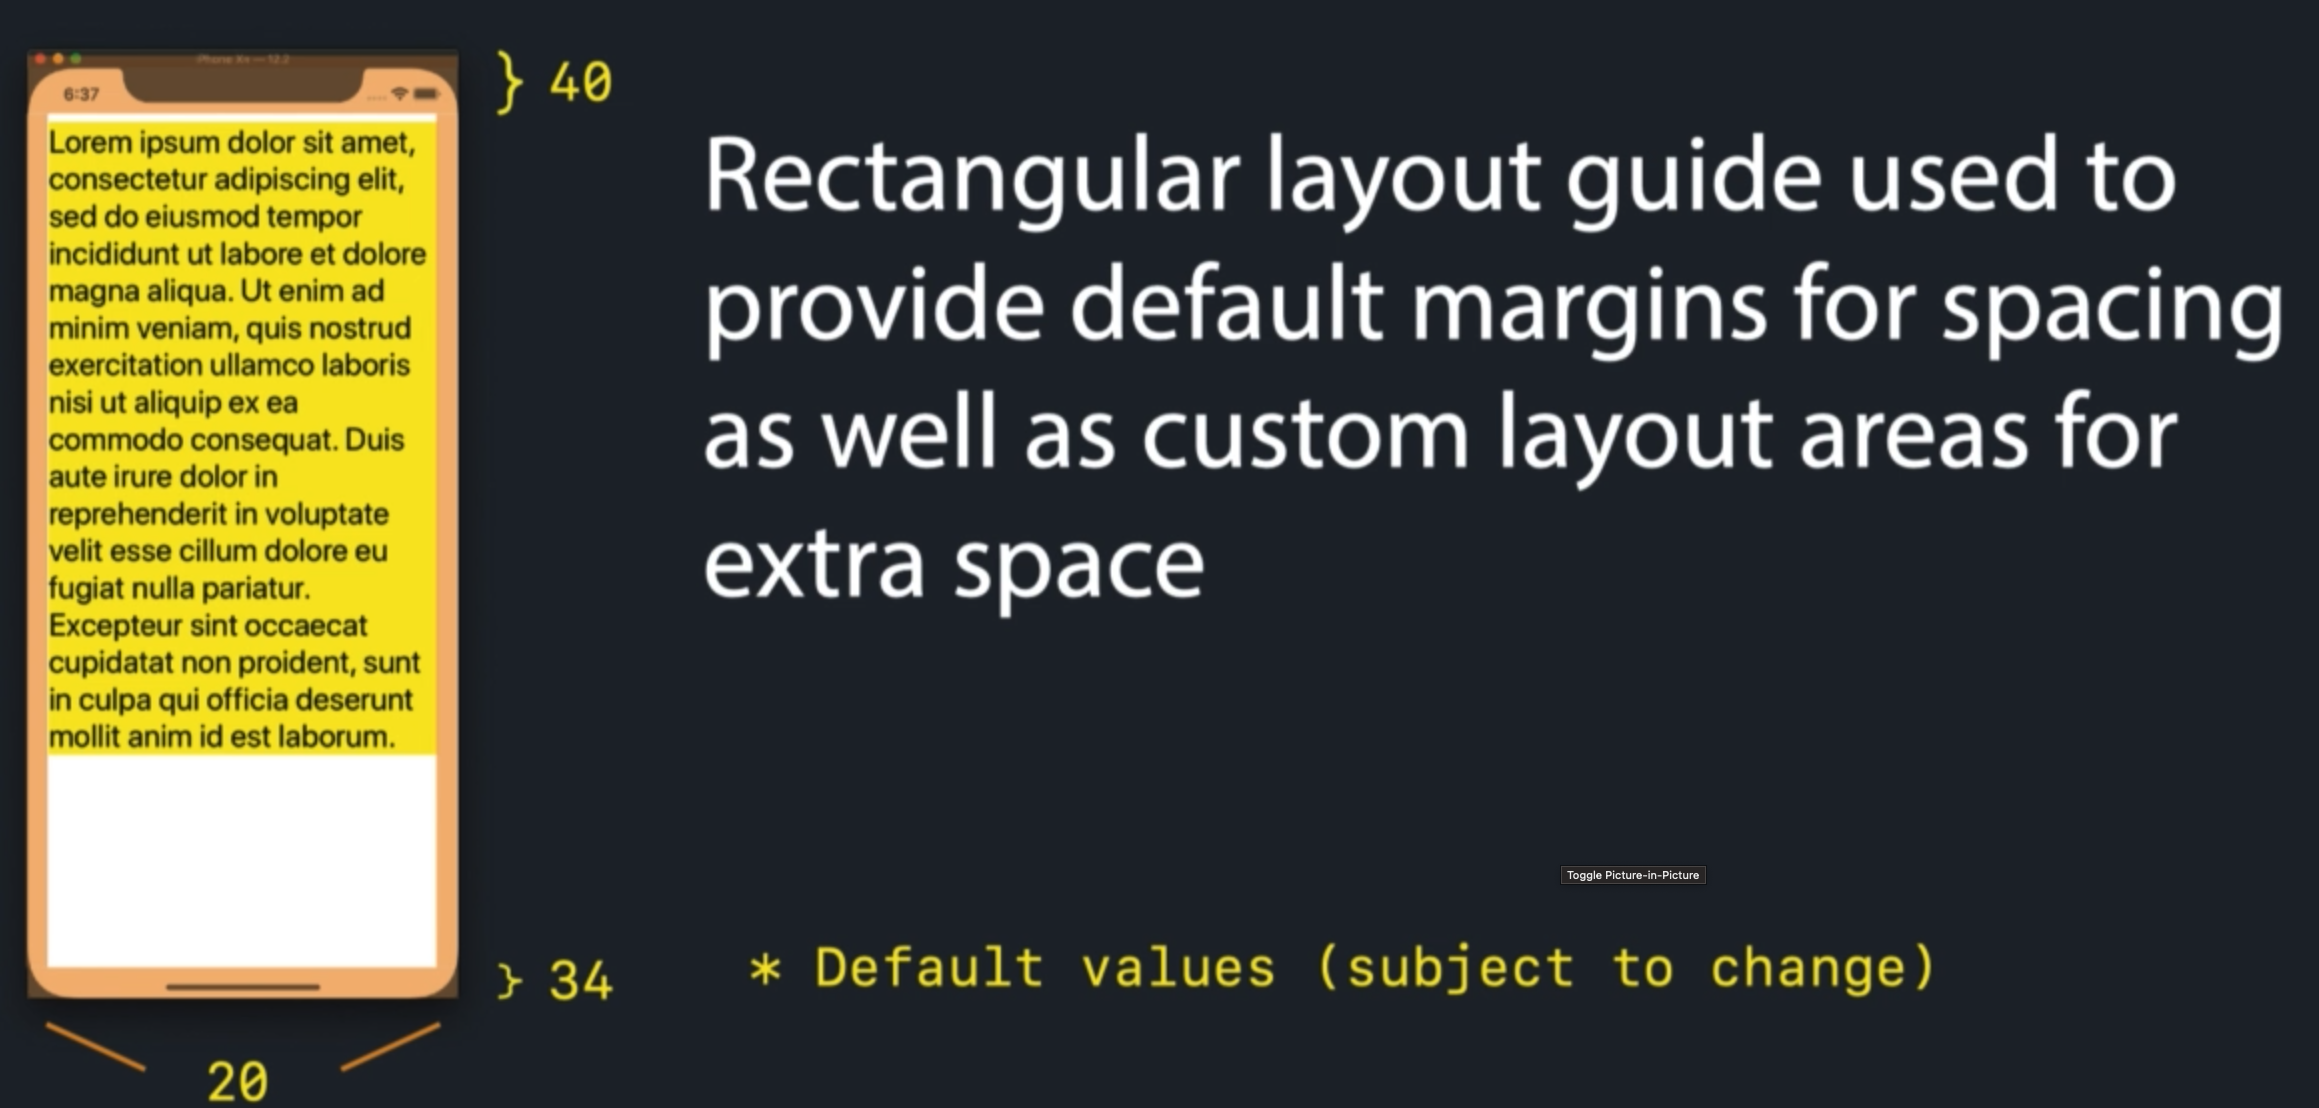 iPhone Xs — 12.2
6:37
Lorem ipsum dolor sit amet,
consectetur adipiscing elit,
sed do eiusmod tempor
incididunt ut labore et dolore
magna aliqua. Ut enim ad
minim veniam, quis nostrud
exercitation ullamco laboris
nisi ut aliquip ex ea
commodo consequat. Duis
aute irure dolor in
reprehenderit in voluptate
velit esse cillum dolore eu
fugiat nulla pariatur.
Excepteur sint occaecat
cupidatat non proident, sunt
in culpa qui officia deserunt
mollit anim id est laborum.
} 40
Rectangular layout guide used to
provide default margins for spacing
as well as custom layout areas for
extra space
Toggle Picture-in-Picture
} 34
* Default values (subject to change)
20